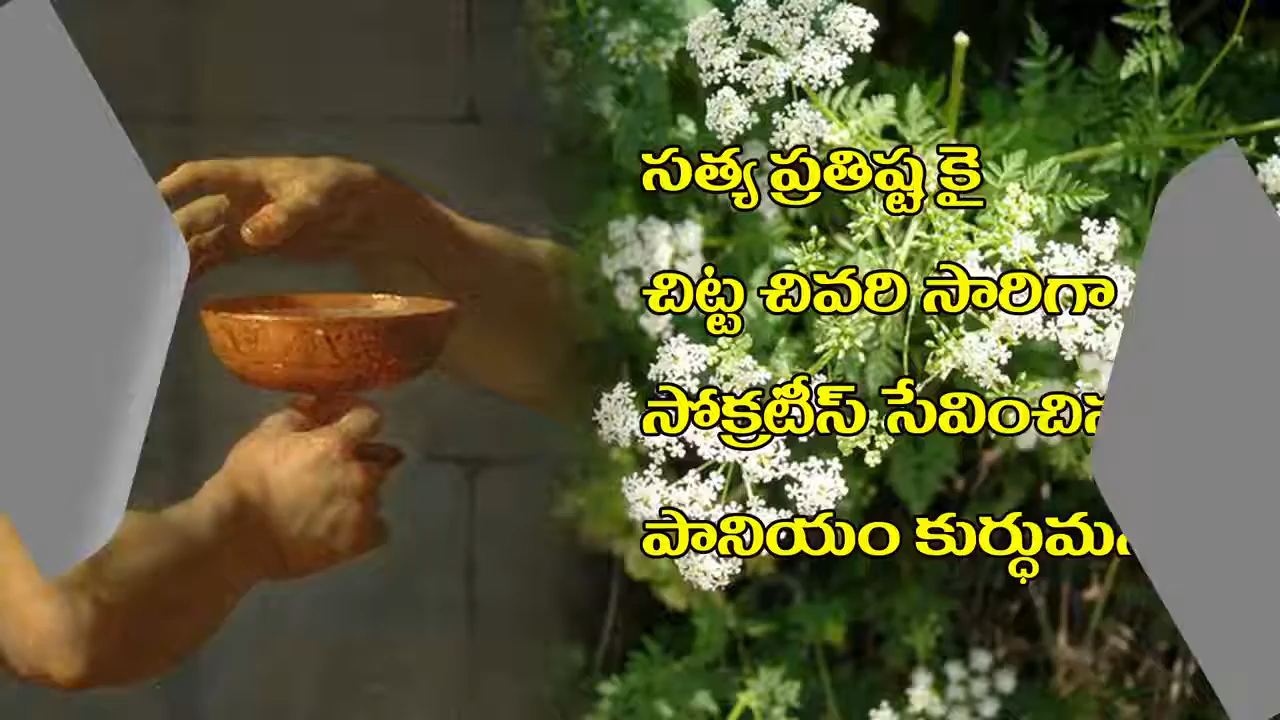 సత్య ప్రతిష్ట కై
చిట్ట చివరి సారిగా
సోక్రటీస్ సేవించిన
పానియం